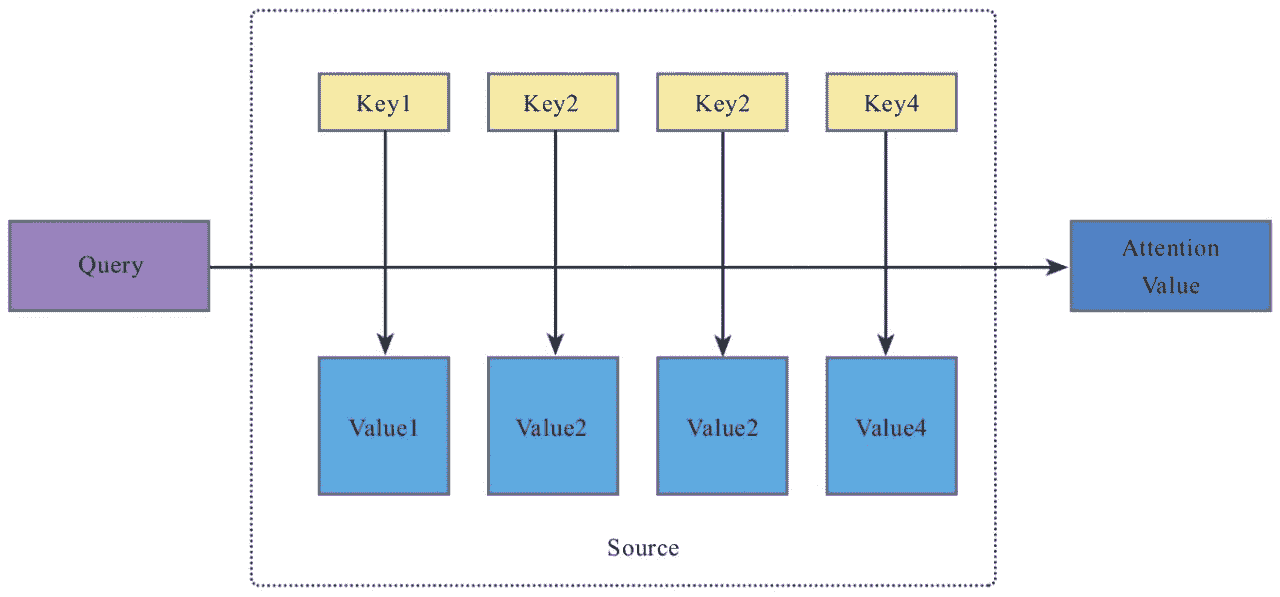 Key1
Key2
Key2
Key4
Query
Attention
Value
Value1
Value2
Value2
Value4
Source